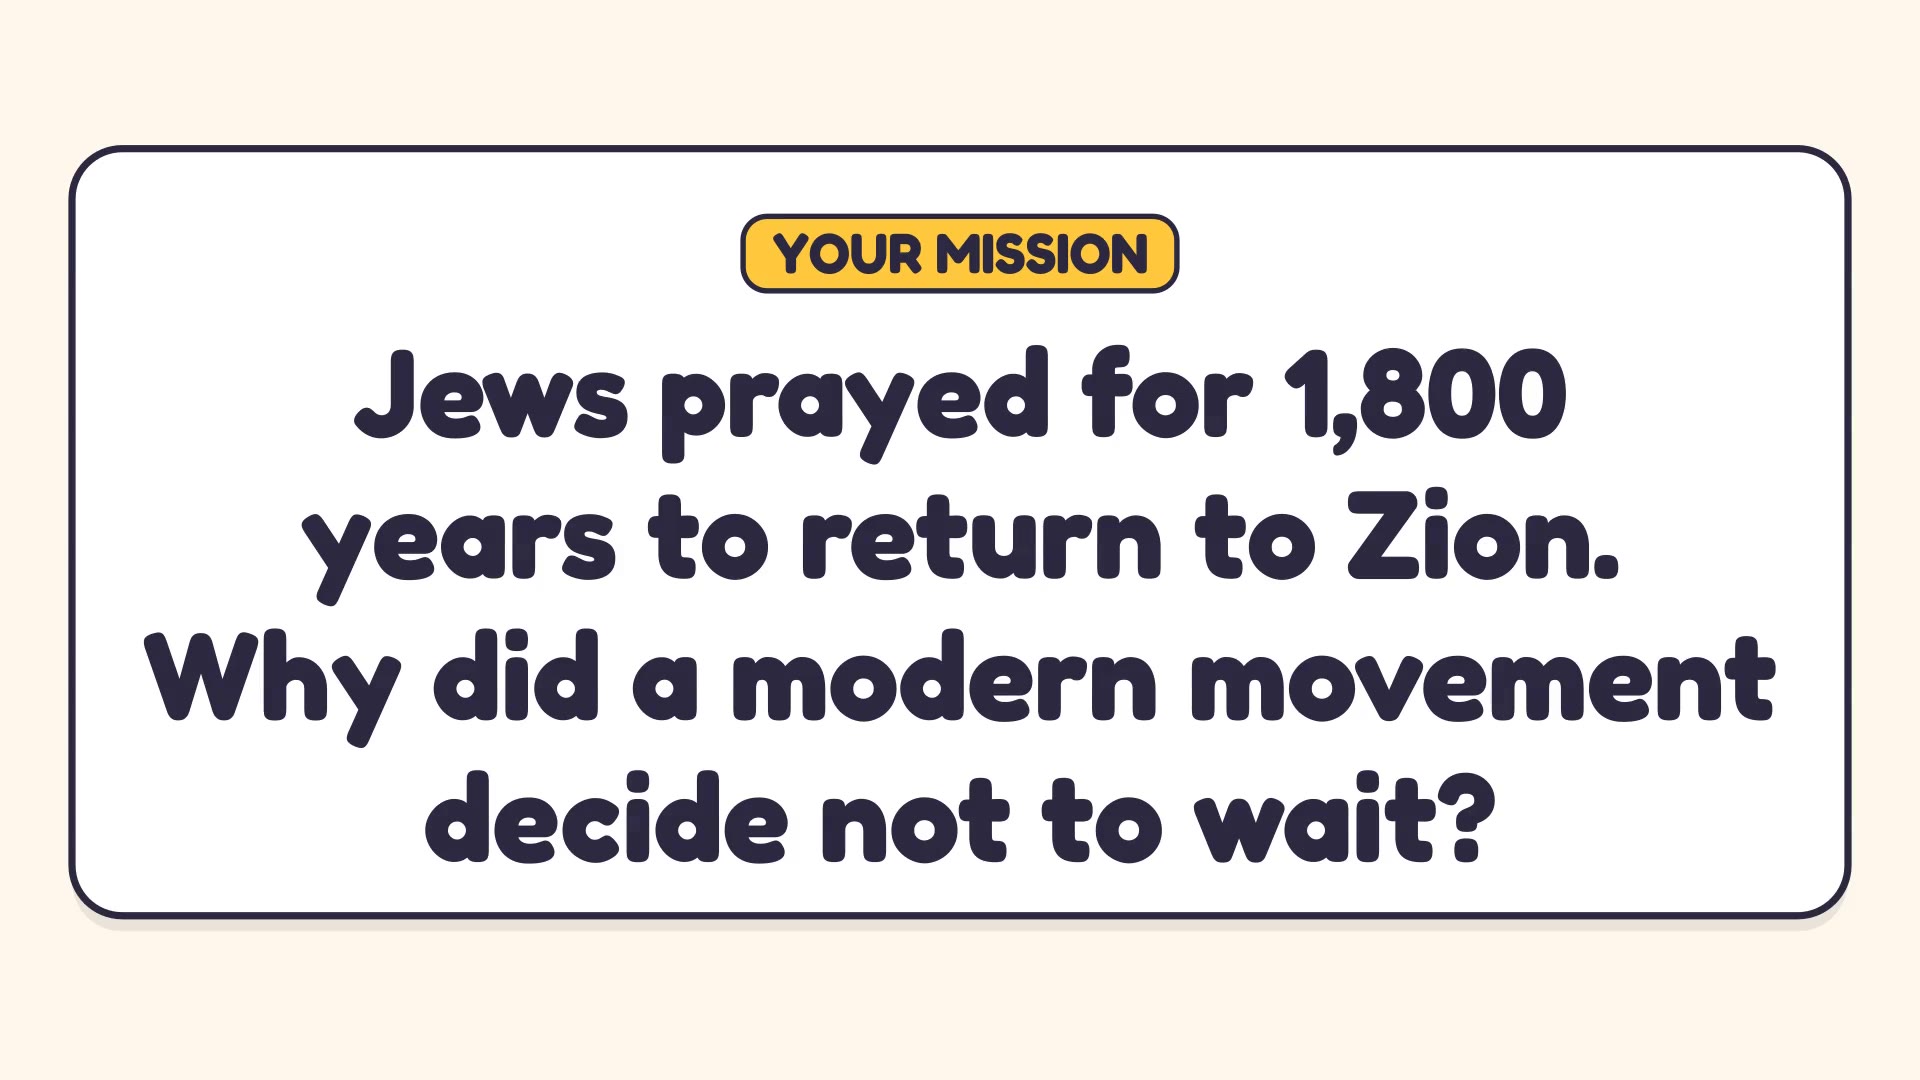 YOUR MISSION
Jews prayed for 1,800
years to return to Zion.
Why did a modern movement
decide not to wait?